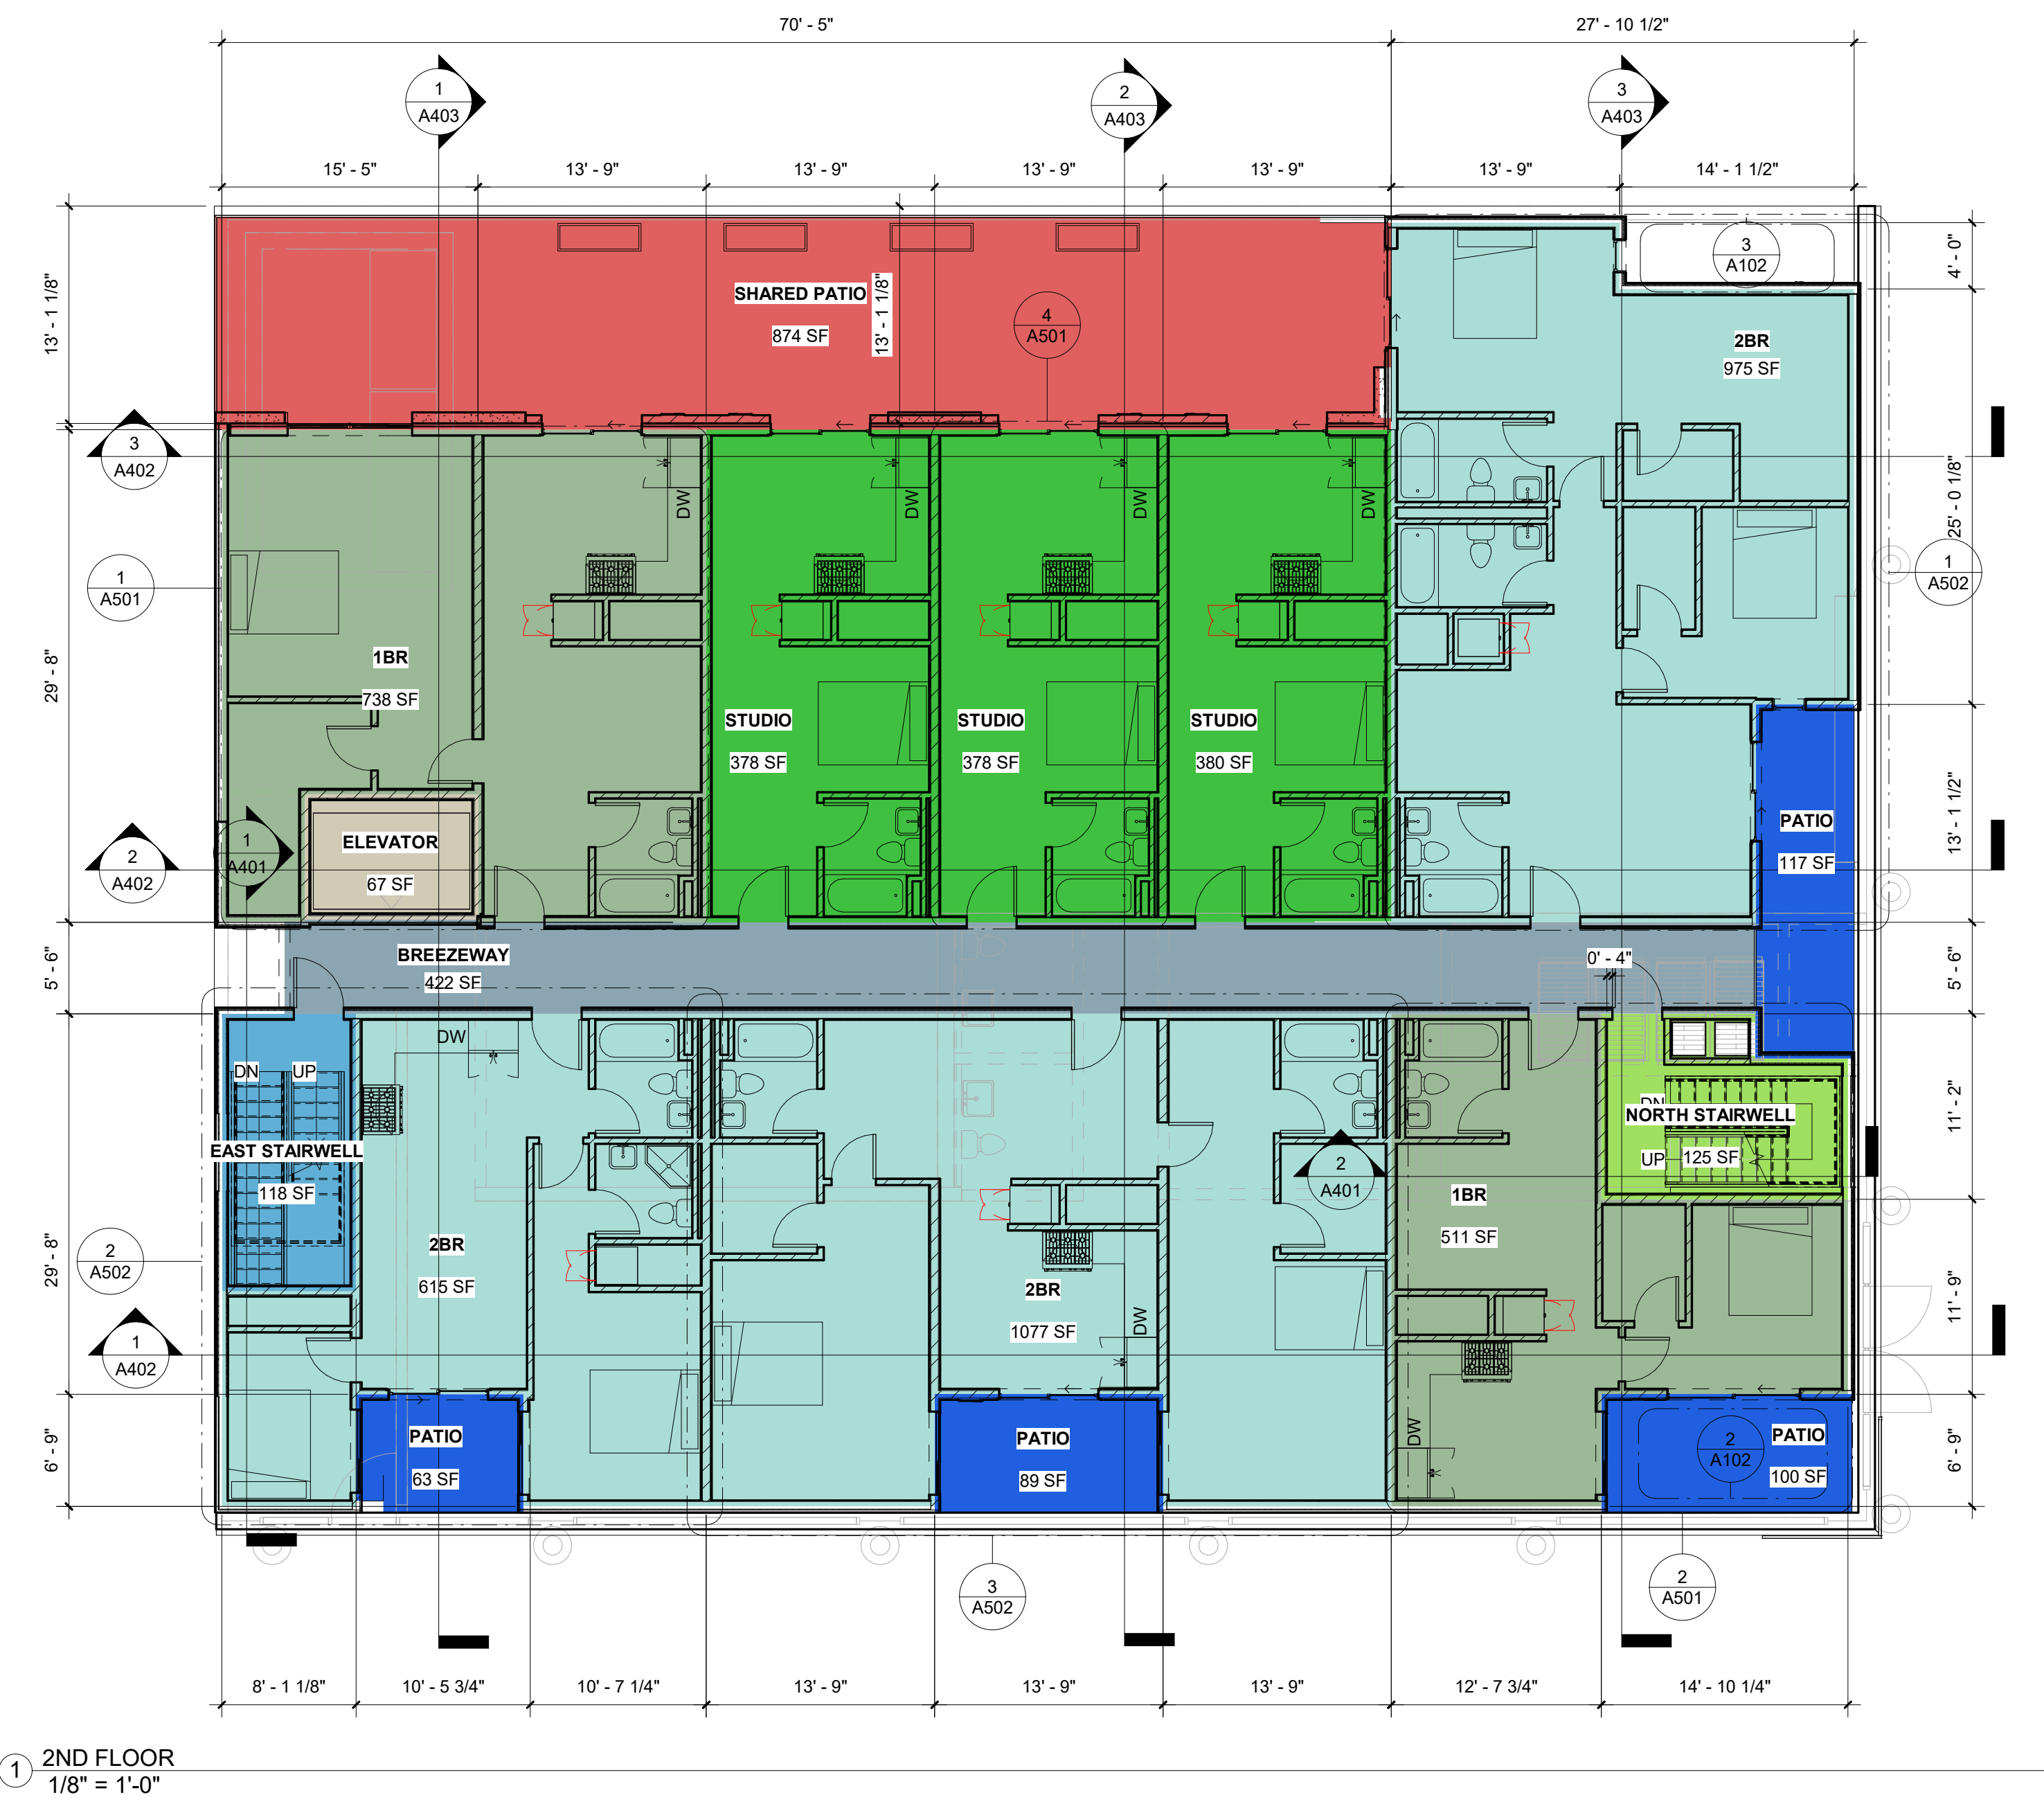 70' - 5"
27' - 10 1/2"
1
A403
2
A403
3
A403
15' - 5"
13' - 9"
13' - 9"
13' - 9"
13' - 9"
13' - 9"
14' - 1 1/2"
13' - 1 1/8"
SHARED PATIO
874 SF
13' - 1 1/8"
4
A501
3
A102
4' - 0"
2BR
975 SF
3
A402
DW
DW
DW
DW
25' - 0 1/8"
1
A501
1
A502
29' - 8"
1BR
738 SF
STUDIO
378 SF
STUDIO
378 SF
STUDIO
380 SF
ELEVATOR
67 SF
1
A401
2
A402
PATIO
117 SF
13' - 1 1/2"
5' - 6"
BREEZEWAY
422 SF
0' - 4"
5' - 6"
DW
DN
UP
EAST STAIRWELL
118 SF
DN
NORTH STAIRWELL
UP
125 SF
11' - 2"
2
A401
1BR
511 SF
2
A502
29' - 8"
2BR
615 SF
2BR
1077 SF
DW
11' - 9"
1
A402
DW
6' - 9"
PATIO
63 SF
PATIO
89 SF
2
A102
PATIO
100 SF
6' - 9"
3
A502
2
A501
8' - 1 1/8"
10' - 5 3/4"
10' - 7 1/4"
13' - 9"
13' - 9"
13' - 9"
12' - 7 3/4"
14' - 10 1/4"
1
2ND FLOOR
1/8" = 1'-0"